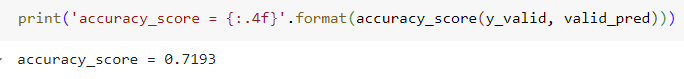 print('accuracy_score = {:.4f}'.format(accuracy_score(y_valid, valid_pred)))
accuracy_score = 0.7193